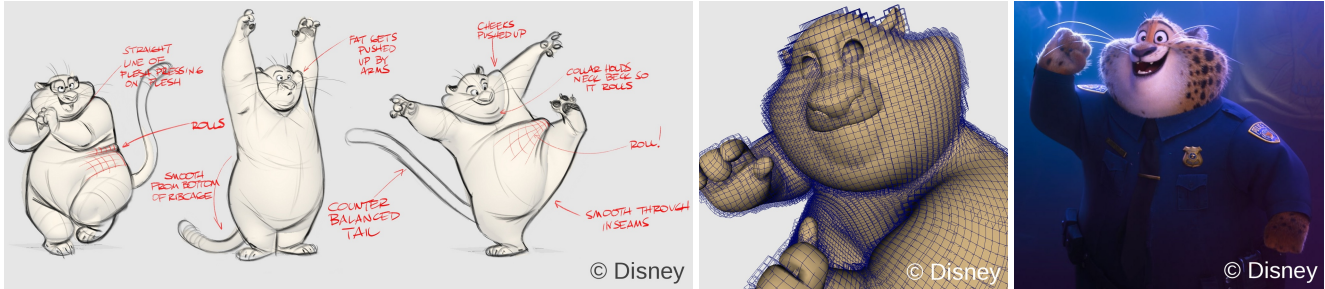 STRAIGHT
LINE OF
FLESH PRESSING
ON FLESH
ROLLS
SMOOTH
FROM BOTTOM
OF RIBCAGE
FAT GETS
PUSHED
UP BY
ARMS
COUNTER
BALANCED
TAIL
CHEEKS
PUSHED UP
COLLAR HOLDS
NECK BECK SO
IT ROLLS
ROLL!
SMOOTH THROUGH
INSEAMS
© Disney
© Disney
© Disney